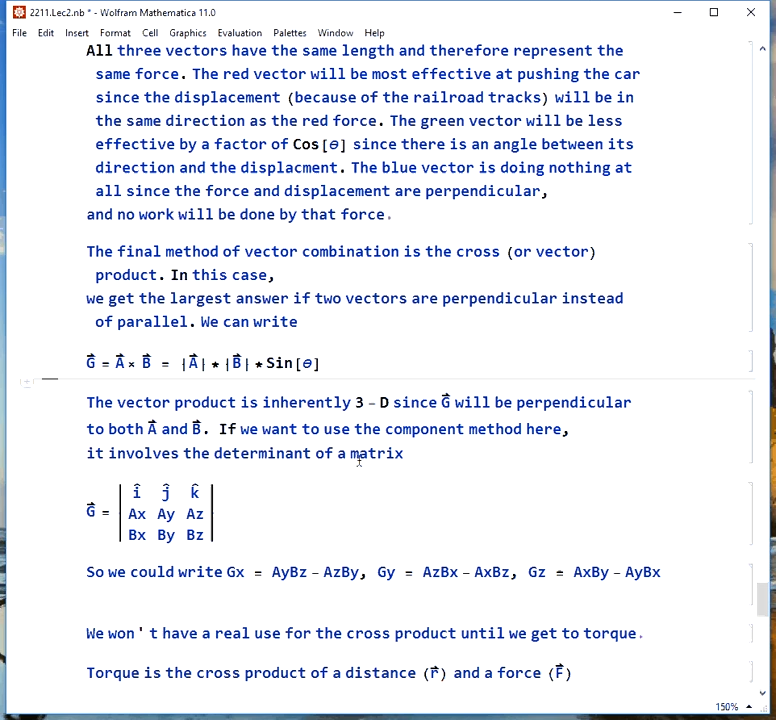 2211.Lec2.nb * - Wolfram Mathematica 11.0
File Edit Insert Format Cell Graphics Evaluation Palettes Window Help
All three vectors have the same length and therefore represent the
same force. The red vector will be most effective at pushing the car
since the displacement (because of the railroad tracks) will be in
the same direction as the red force. The green vector will be less
effective by a factor of Cos[θ] since there is an angle between its
direction and the displacment. The blue vector is doing nothing at
all since the force and displacement are perpendicular,
and no work will be done by that force.
The final method of vector combination is the cross (or vector)
product. In this case,
we get the largest answer if two vectors are perpendicular instead
of parallel. We can write
G⃗ = A⃗ × B⃗ = |A⃗| * |B⃗| * Sin[θ]
The vector product is inherently 3 - D since G⃗ will be perpendicular
to both A⃗ and B⃗. If we want to use the component method here,
it involves the determinant of a matrix
î ĵ k̂
G⃗ = | Ax Ay Az |
Bx By Bz
So we could write Gx = AyBz - AzBy, Gy = AzBx - AxBz, Gz = AxBy - AyBx
We won't have a real use for the cross product until we get to torque.
Torque is the cross product of a distance (r⃗) and a force (F⃗)
150%